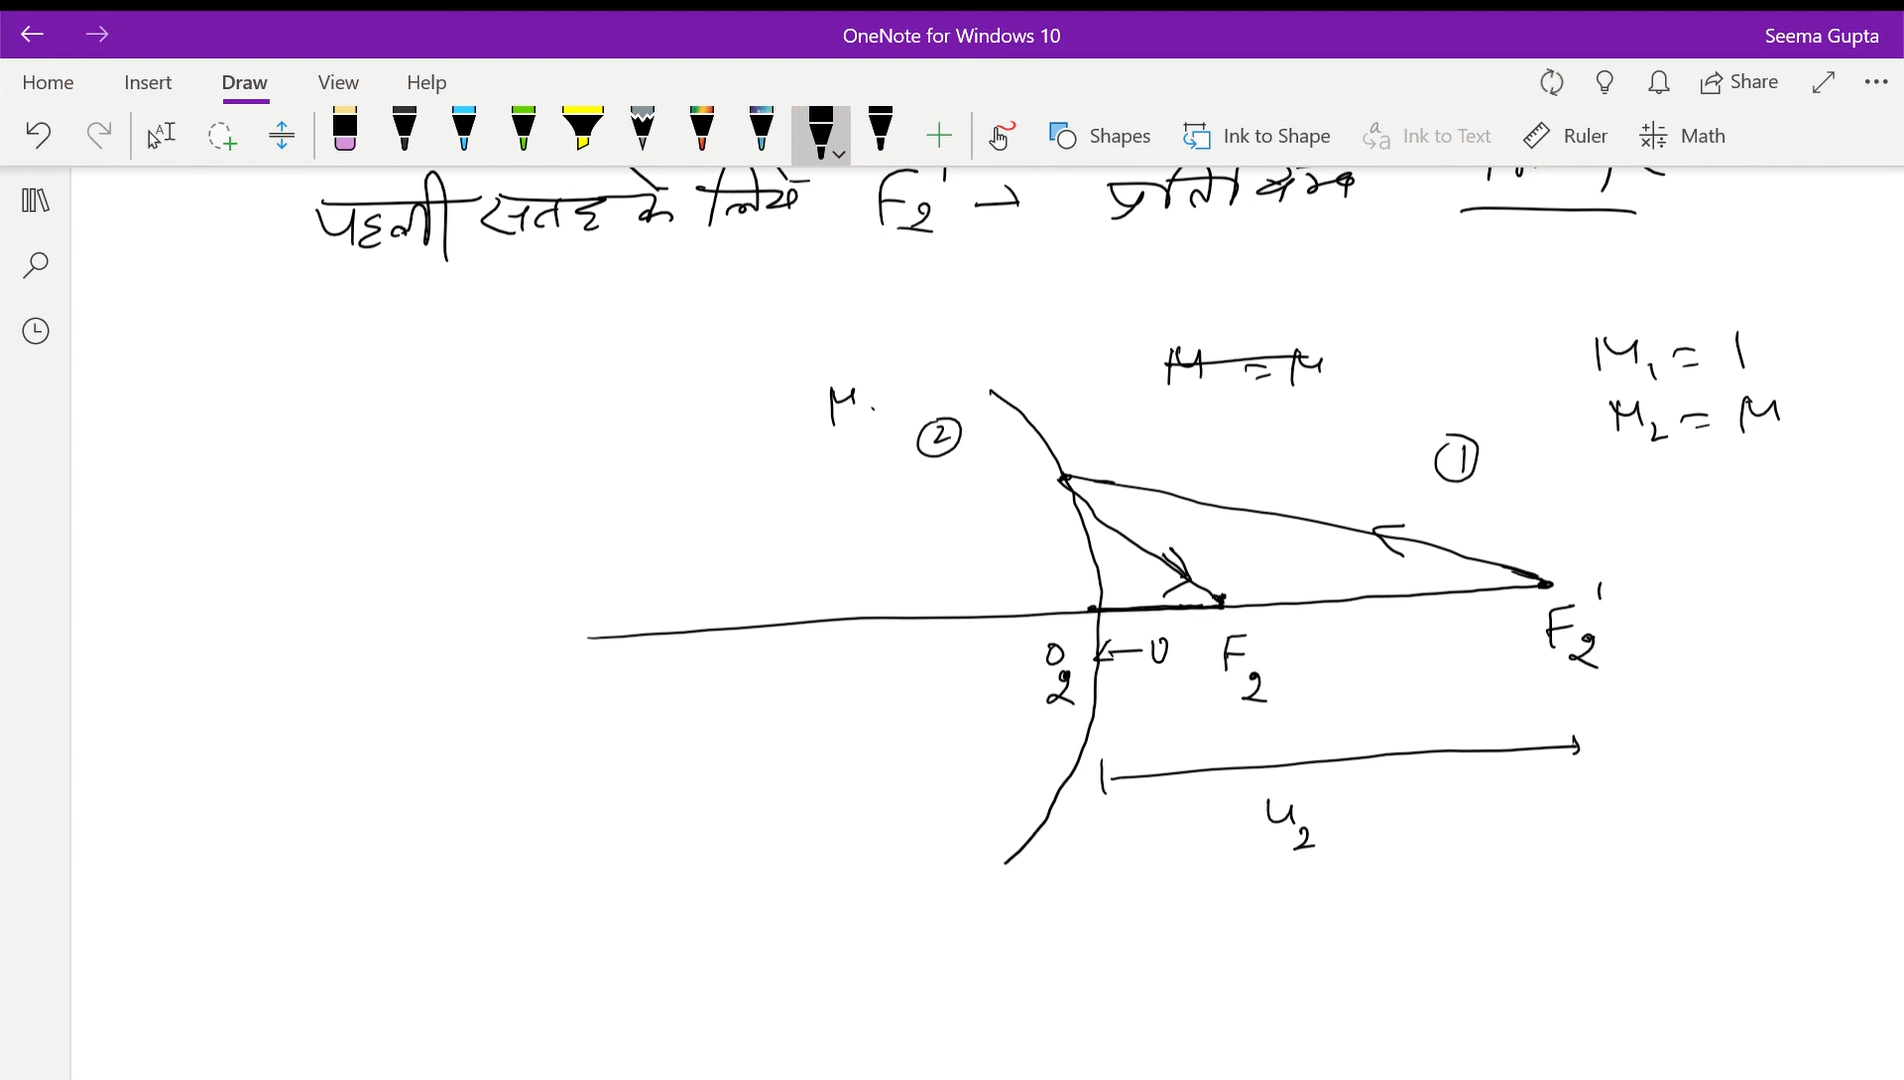 OneNote for Windows 10 Seema Gupta
Home Insert Draw View Help Share
Shapes Ink to Shape Ink to Text Ruler Math
पहली सतह के लिये F₂' →
μ = μ
μ₁ = 1
μ₂ = μ
μ.
② ①
O₂ ← υ F₂ F₂'
u₂